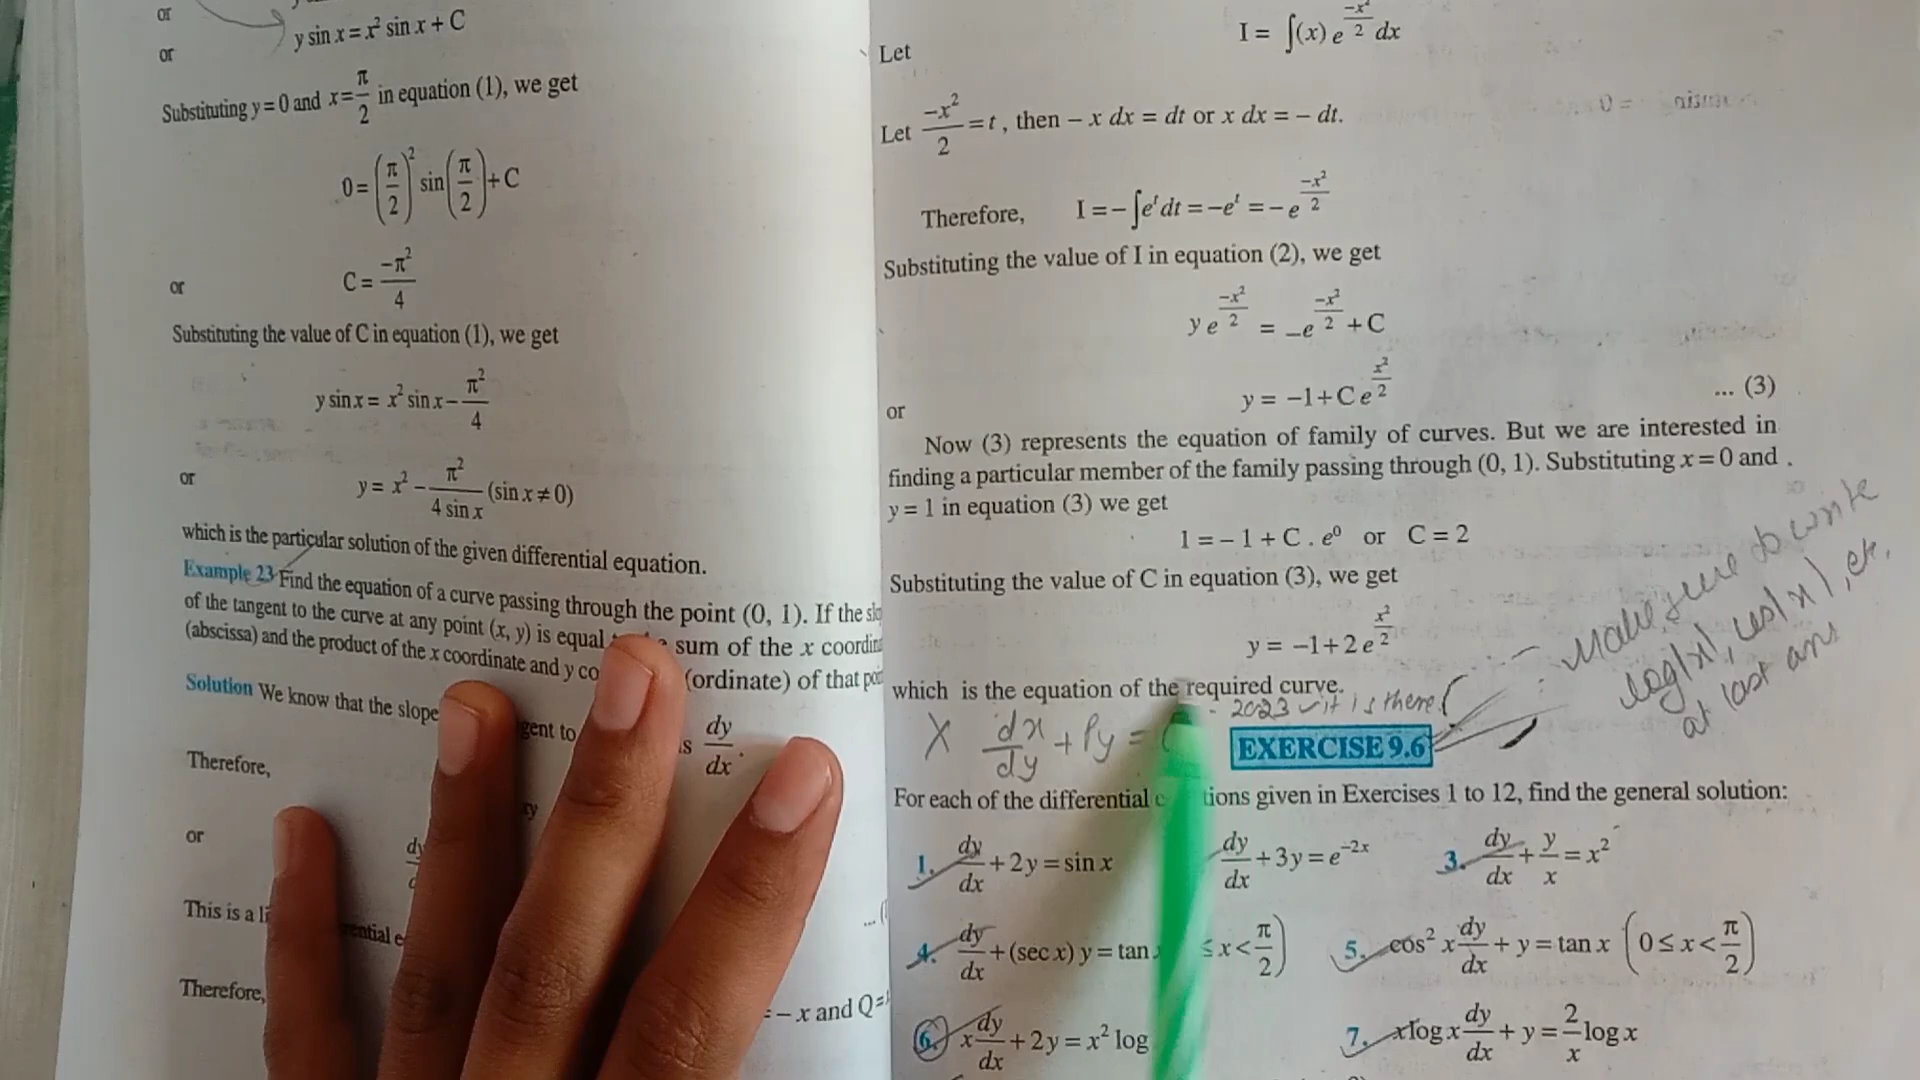 or
y sin x = x² sin x + C
or
Substituting y = 0 and x = π/2 in equation (1), we get
0 = (π/2)² sin(π/2) + C
or
C = -π²/4
Substituting the value of C in equation (1), we get
y sin x = x² sin x - π²/4
or
y = x² - π²/(4 sin x) (sin x ≠ 0)
which is the particular solution of the given differential equation.
Example 23 Find the equation of a curve passing through the point (0, 1). If the
of the tangent to the curve at any point (x, y) is equal sum of the x
(abscissa) and the product of the x coordinate and y (ordinate) of that
Solution We know that the slope to dy/dx.
Therefore,
or
This is a
Therefore, = – x and Q =
I = ∫(x) e^(-x²/2) dx
Let
Let -x²/2 = t, then – x dx = dt or x dx = – dt.
Therefore, I = – ∫e^t dt = –e^t = – e^(-x²/2)
Substituting the value of I in equation (2), we get
y e^(-x²/2) = –e^(-x²/2) + C
or y = –1 + C e^(x²/2) ... (3)
Now (3) represents the equation of family of curves. But we are interested in
finding a particular member of the family passing through (0, 1). Substituting x = 0 and
y = 1 in equation (3) we get
1 = – 1 + C . e⁰ or C = 2
Substituting the value of C in equation (3), we get
y = –1 + 2 e^(x²/2)
which is the equation of the required curve.
2023 it is there
X dx/dy + Py =
Make sure to write
log|x|, |x|, etc.
at last ans
EXERCISE 9.6
For each of the differential given in Exercises 1 to 12, find the general solution:
1. dy/dx + 2y = sin x dy/dx + 3y = e^(-2x) 3. dy/dx + y/x = x²
4. dy/dx + (sec x) y = tan ≤ x < π/2) 5. cos² x dy/dx + y = tan x (0 ≤ x < π/2)
6. x dy/dx + 2y = x² log 7. x log x dy/dx + y = 2/x log x